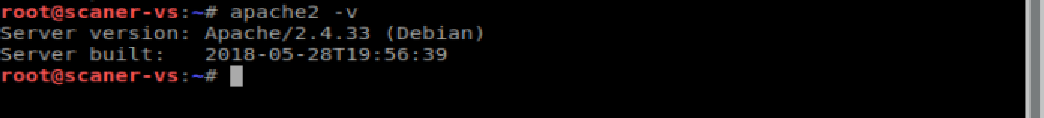 root@scaner-vs:~# apache2 -v
Server version: Apache/2.4.33 (Debian)
Server built:   2018-05-28T19:56:39
root@scaner-vs:~#